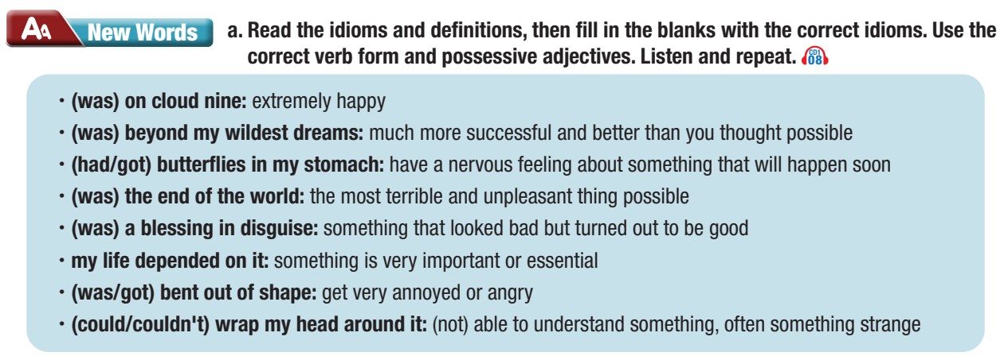 AA New Words
a. Read the idioms and definitions, then fill in the blanks with the correct idioms. Use the
correct verb form and possessive adjectives. Listen and repeat. CD1 08
• (was) on cloud nine: extremely happy
• (was) beyond my wildest dreams: much more successful and better than you thought possible
• (had/got) butterflies in my stomach: have a nervous feeling about something that will happen soon
• (was) the end of the world: the most terrible and unpleasant thing possible
• (was) a blessing in disguise: something that looked bad but turned out to be good
• my life depended on it: something is very important or essential
• (was/got) bent out of shape: get very annoyed or angry
• (could/couldn't) wrap my head around it: (not) able to understand something, often something strange